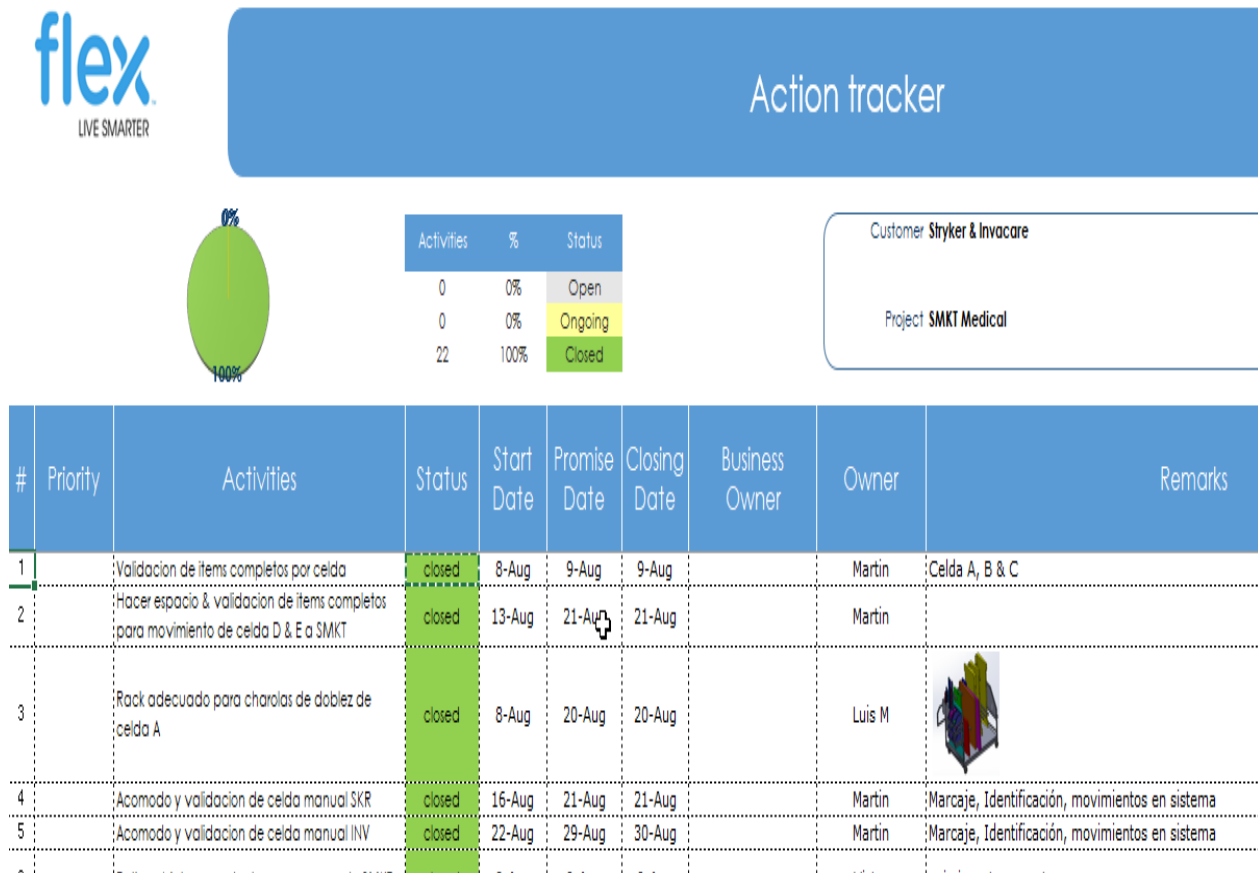 flex
LIVE SMARTER
Action tracker
0%
100%
Activities % Status
0 0% Open
0 0% Ongoing
22 100% Closed
Customer Stryker & Invacare
Project SMKT Medical
# Priority Activities Status Start Date Promise Date Closing Date Business Owner Owner Remarks
1 Validacion de items completos por celda closed 8-Aug 9-Aug 9-Aug Martin Celda A, B & C
2 Hacer espacio & validacion de items completos
para movimiento de celda D & E a SMKT closed 13-Aug 21-Aug 21-Aug Martin
3 Rack adecuado para charolas de doblez de
celda A closed 8-Aug 20-Aug 20-Aug Luis M
4 Acomodo y validacion de celda manual SKR closed 16-Aug 21-Aug 21-Aug Martin Marcaje, Identificación, movimientos en sistema
5 Acomodo y validacion de celda manual INV closed 22-Aug 29-Aug 30-Aug Martin Marcaje, Identificación, movimientos en sistema